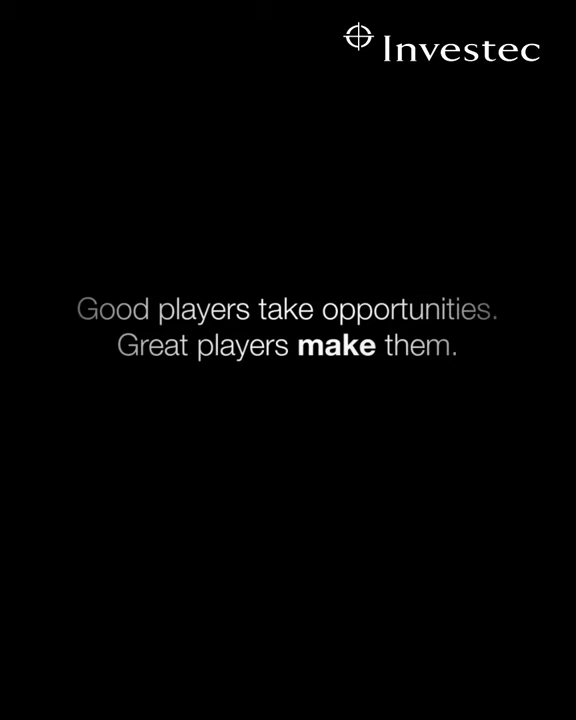 Investec
Good players take opportunities.
Great players make them.